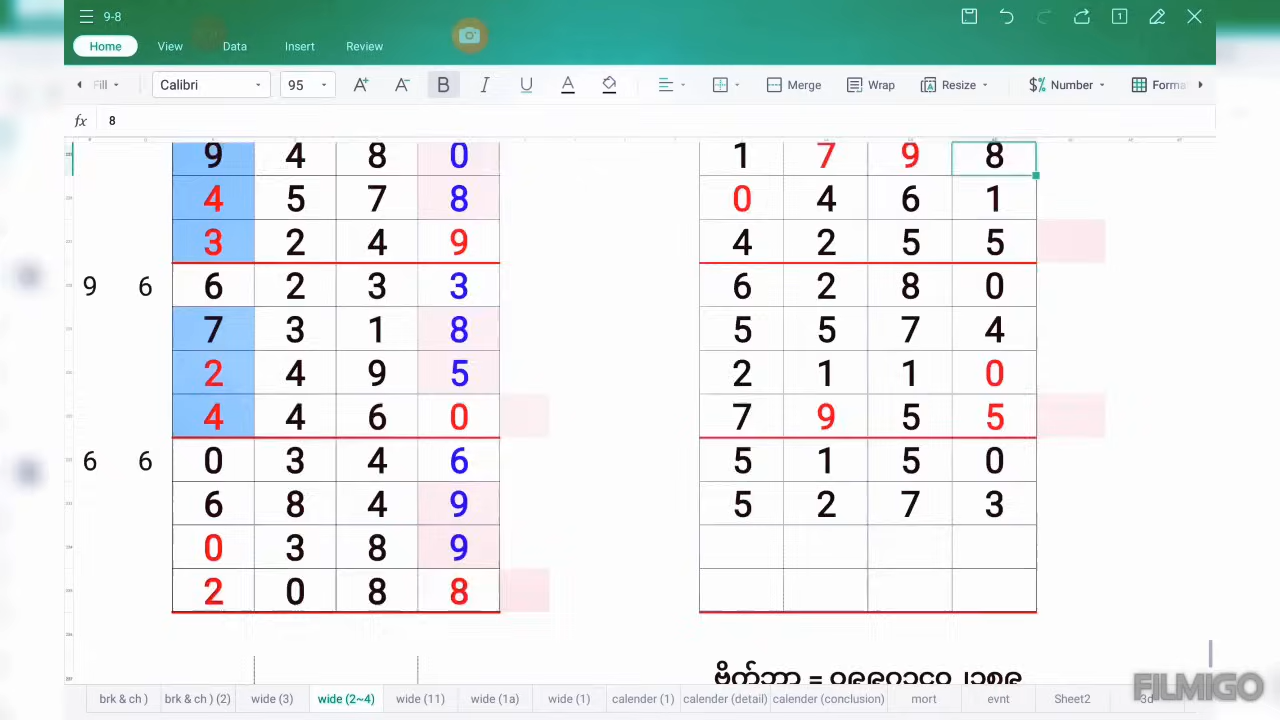 9-8
Home View Data Insert Review
Fill Calibri 95 A+ A- B I U A Merge Wrap Resize $% Number Forma
fx 8
9 4 8 0 1 7 9 8
4 5 7 8 0 4 6 1
3 2 4 9 4 2 5 5
9 6 6 2 3 3 6 2 8 0
7 3 1 8 5 5 7 4
2 4 9 5 2 1 1 0
4 4 6 0 7 9 5 5
6 6 0 3 4 6 5 1 5 0
6 8 4 9 5 2 7 3
0 3 8 9
2 0 8 8
brk & ch ) brk & ch ) (2) wide (3) wide (2~4) wide (11) wide (1a) wide (1) calender (1) calender (detail) calender (conclusion) mort evnt Sheet2 3d
FILMIGO